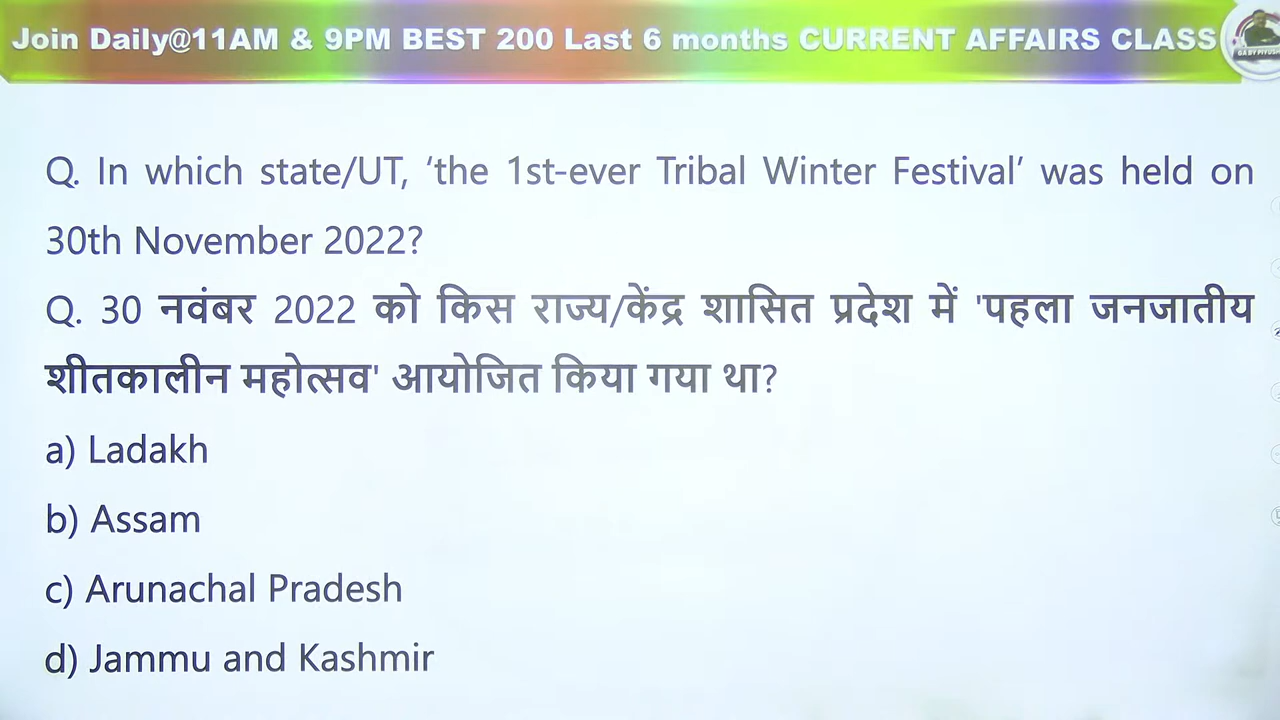 Join Daily@11AM & 9PM BEST 200 Last 6 months CURRENT AFFAIRS CLASS
Q. In which state/UT, ‘the 1st-ever Tribal Winter Festival’ was held on
30th November 2022?
Q. 30 नवंबर 2022 को किस राज्य/केंद्र शासित प्रदेश में 'पहला जनजातीय
शीतकालीन महोत्सव' आयोजित किया गया था?
a) Ladakh
b) Assam
c) Arunachal Pradesh
d) Jammu and Kashmir